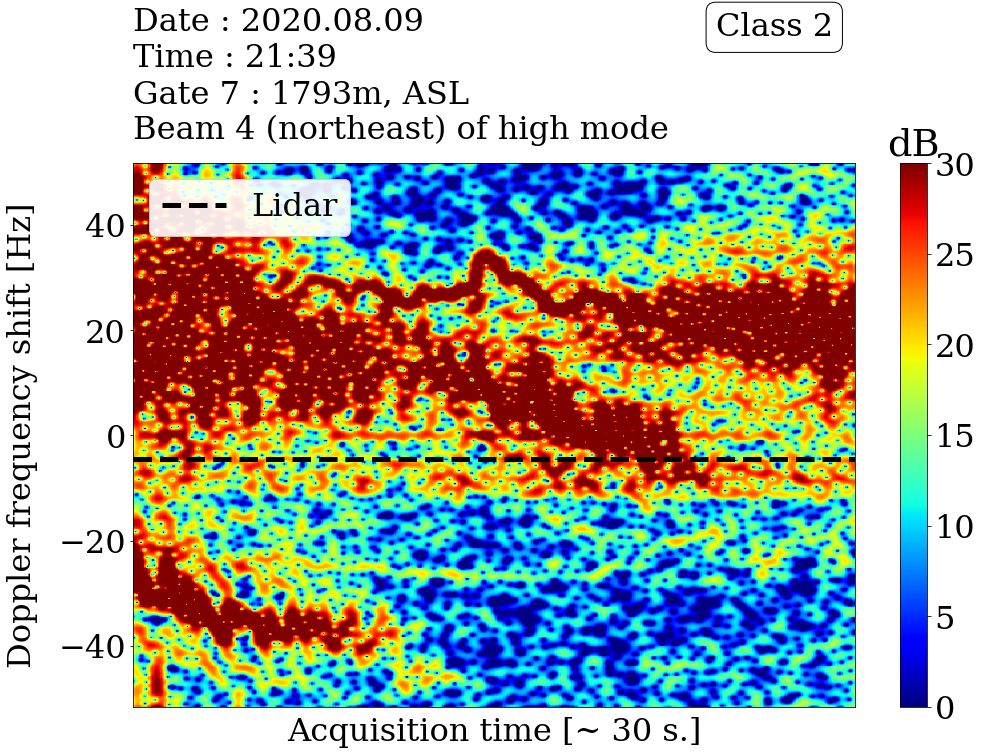 Date : 2020.08.09
Time : 21:39
Gate 7 : 1793m, ASL
Beam 4 (northeast) of high mode
Class 2
dB
Lidar
Doppler frequency shift [Hz]
40
20
0
−20
−40
30
25
20
15
10
5
0
Acquisition time [~ 30 s.]